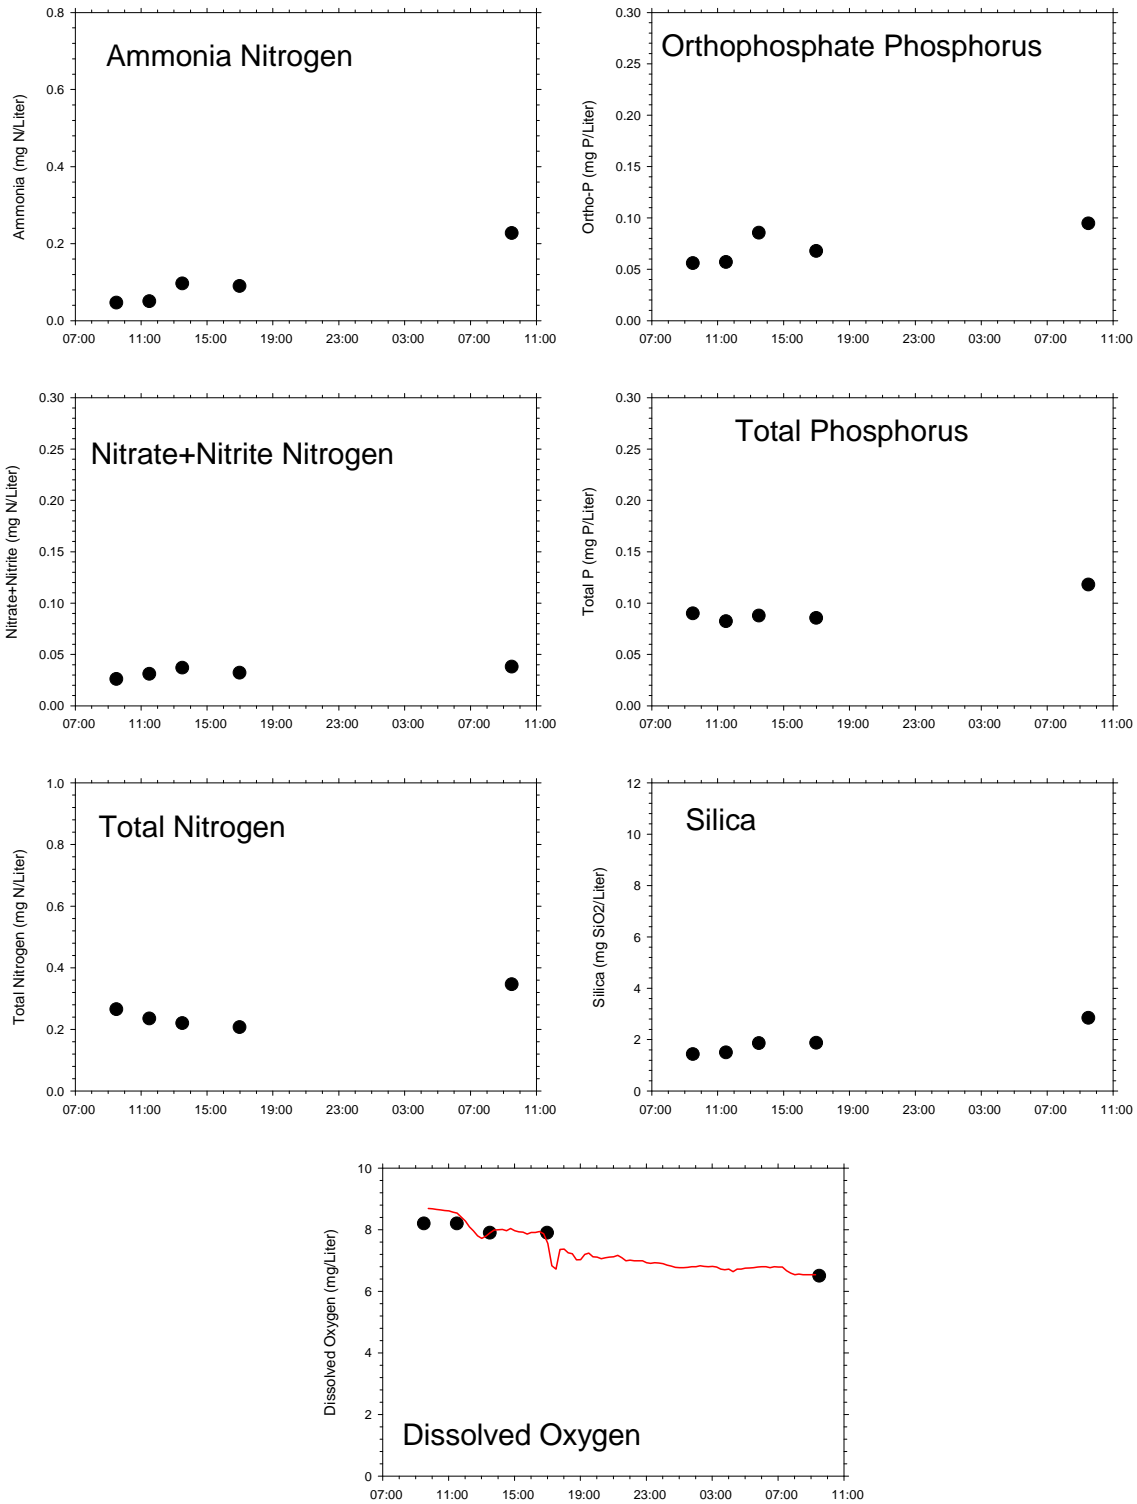 Ammonia Nitrogen
Ammonia (mg N/Liter)
0.8
0.6
0.4
0.2
0.0
07:00 11:00 15:00 19:00 23:00 03:00 07:00 11:00
Orthophosphate Phosphorus
Ortho-P (mg P/Liter)
0.30
0.25
0.20
0.15
0.10
0.05
0.00
07:00 11:00 15:00 19:00 23:00 03:00 07:00 11:00
Nitrate+Nitrite Nitrogen
Nitrate+Nitrite (mg N/Liter)
0.30
0.25
0.20
0.15
0.10
0.05
0.00
07:00 11:00 15:00 19:00 23:00 03:00 07:00 11:00
Total Phosphorus
Total P (mg P/Liter)
0.30
0.25
0.20
0.15
0.10
0.05
0.00
07:00 11:00 15:00 19:00 23:00 03:00 07:00 11:00
Total Nitrogen
Total Nitrogen (mg N/Liter)
1.0
0.8
0.6
0.4
0.2
0.0
07:00 11:00 15:00 19:00 23:00 03:00 07:00 11:00
Silica
Silica (mg SiO2/Liter)
12
10
8
6
4
2
0
07:00 11:00 15:00 19:00 23:00 03:00 07:00 11:00
Dissolved Oxygen (mg/Liter)
10
8
6
4
2
0
Dissolved Oxygen
07:00 11:00 15:00 19:00 23:00 03:00 07:00 11:00